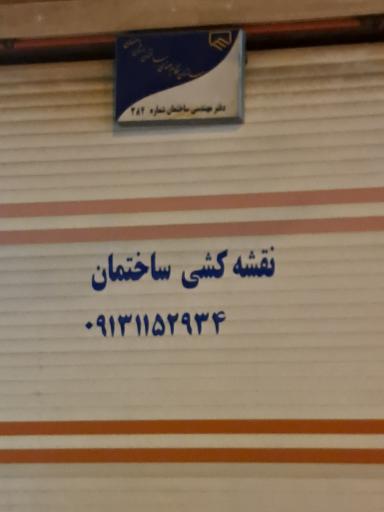 دفتر مهندسی ساختمان شماره ۲۸۲
نقشه کشی ساختمان
۰۹۱۳۱۱۵۲۹۳۴